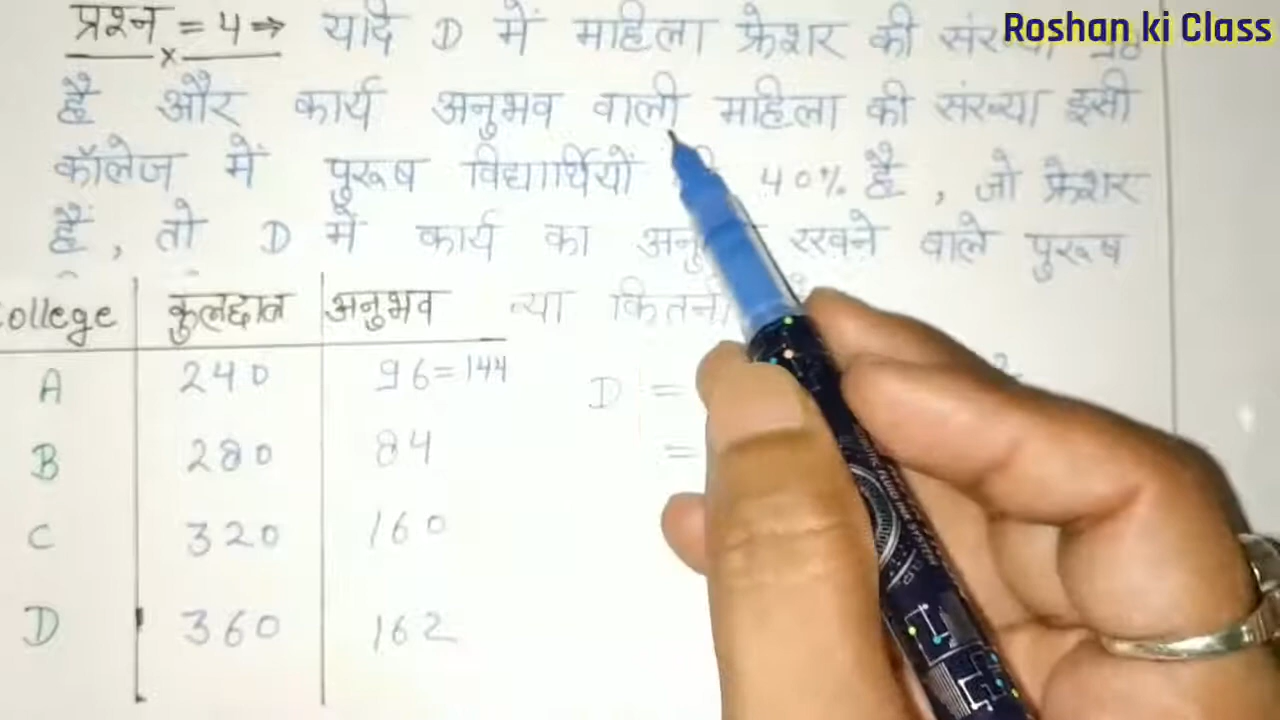 Roshan ki Class
प्रश्न = 4 → यदि D में महिला फ्रेशर की
है और कार्य अनुभव वाली महिला की संख्या इसी
कॉलेज में पुरूष विद्यार्थियों 40% है , जो फ्रेशर
हैं , तो D में कार्य का रखने वाले पुरूष
College कुलछात्र अनुभव
A 240 96=144 D =
B 280 84 =
C 320 160
D 360 162